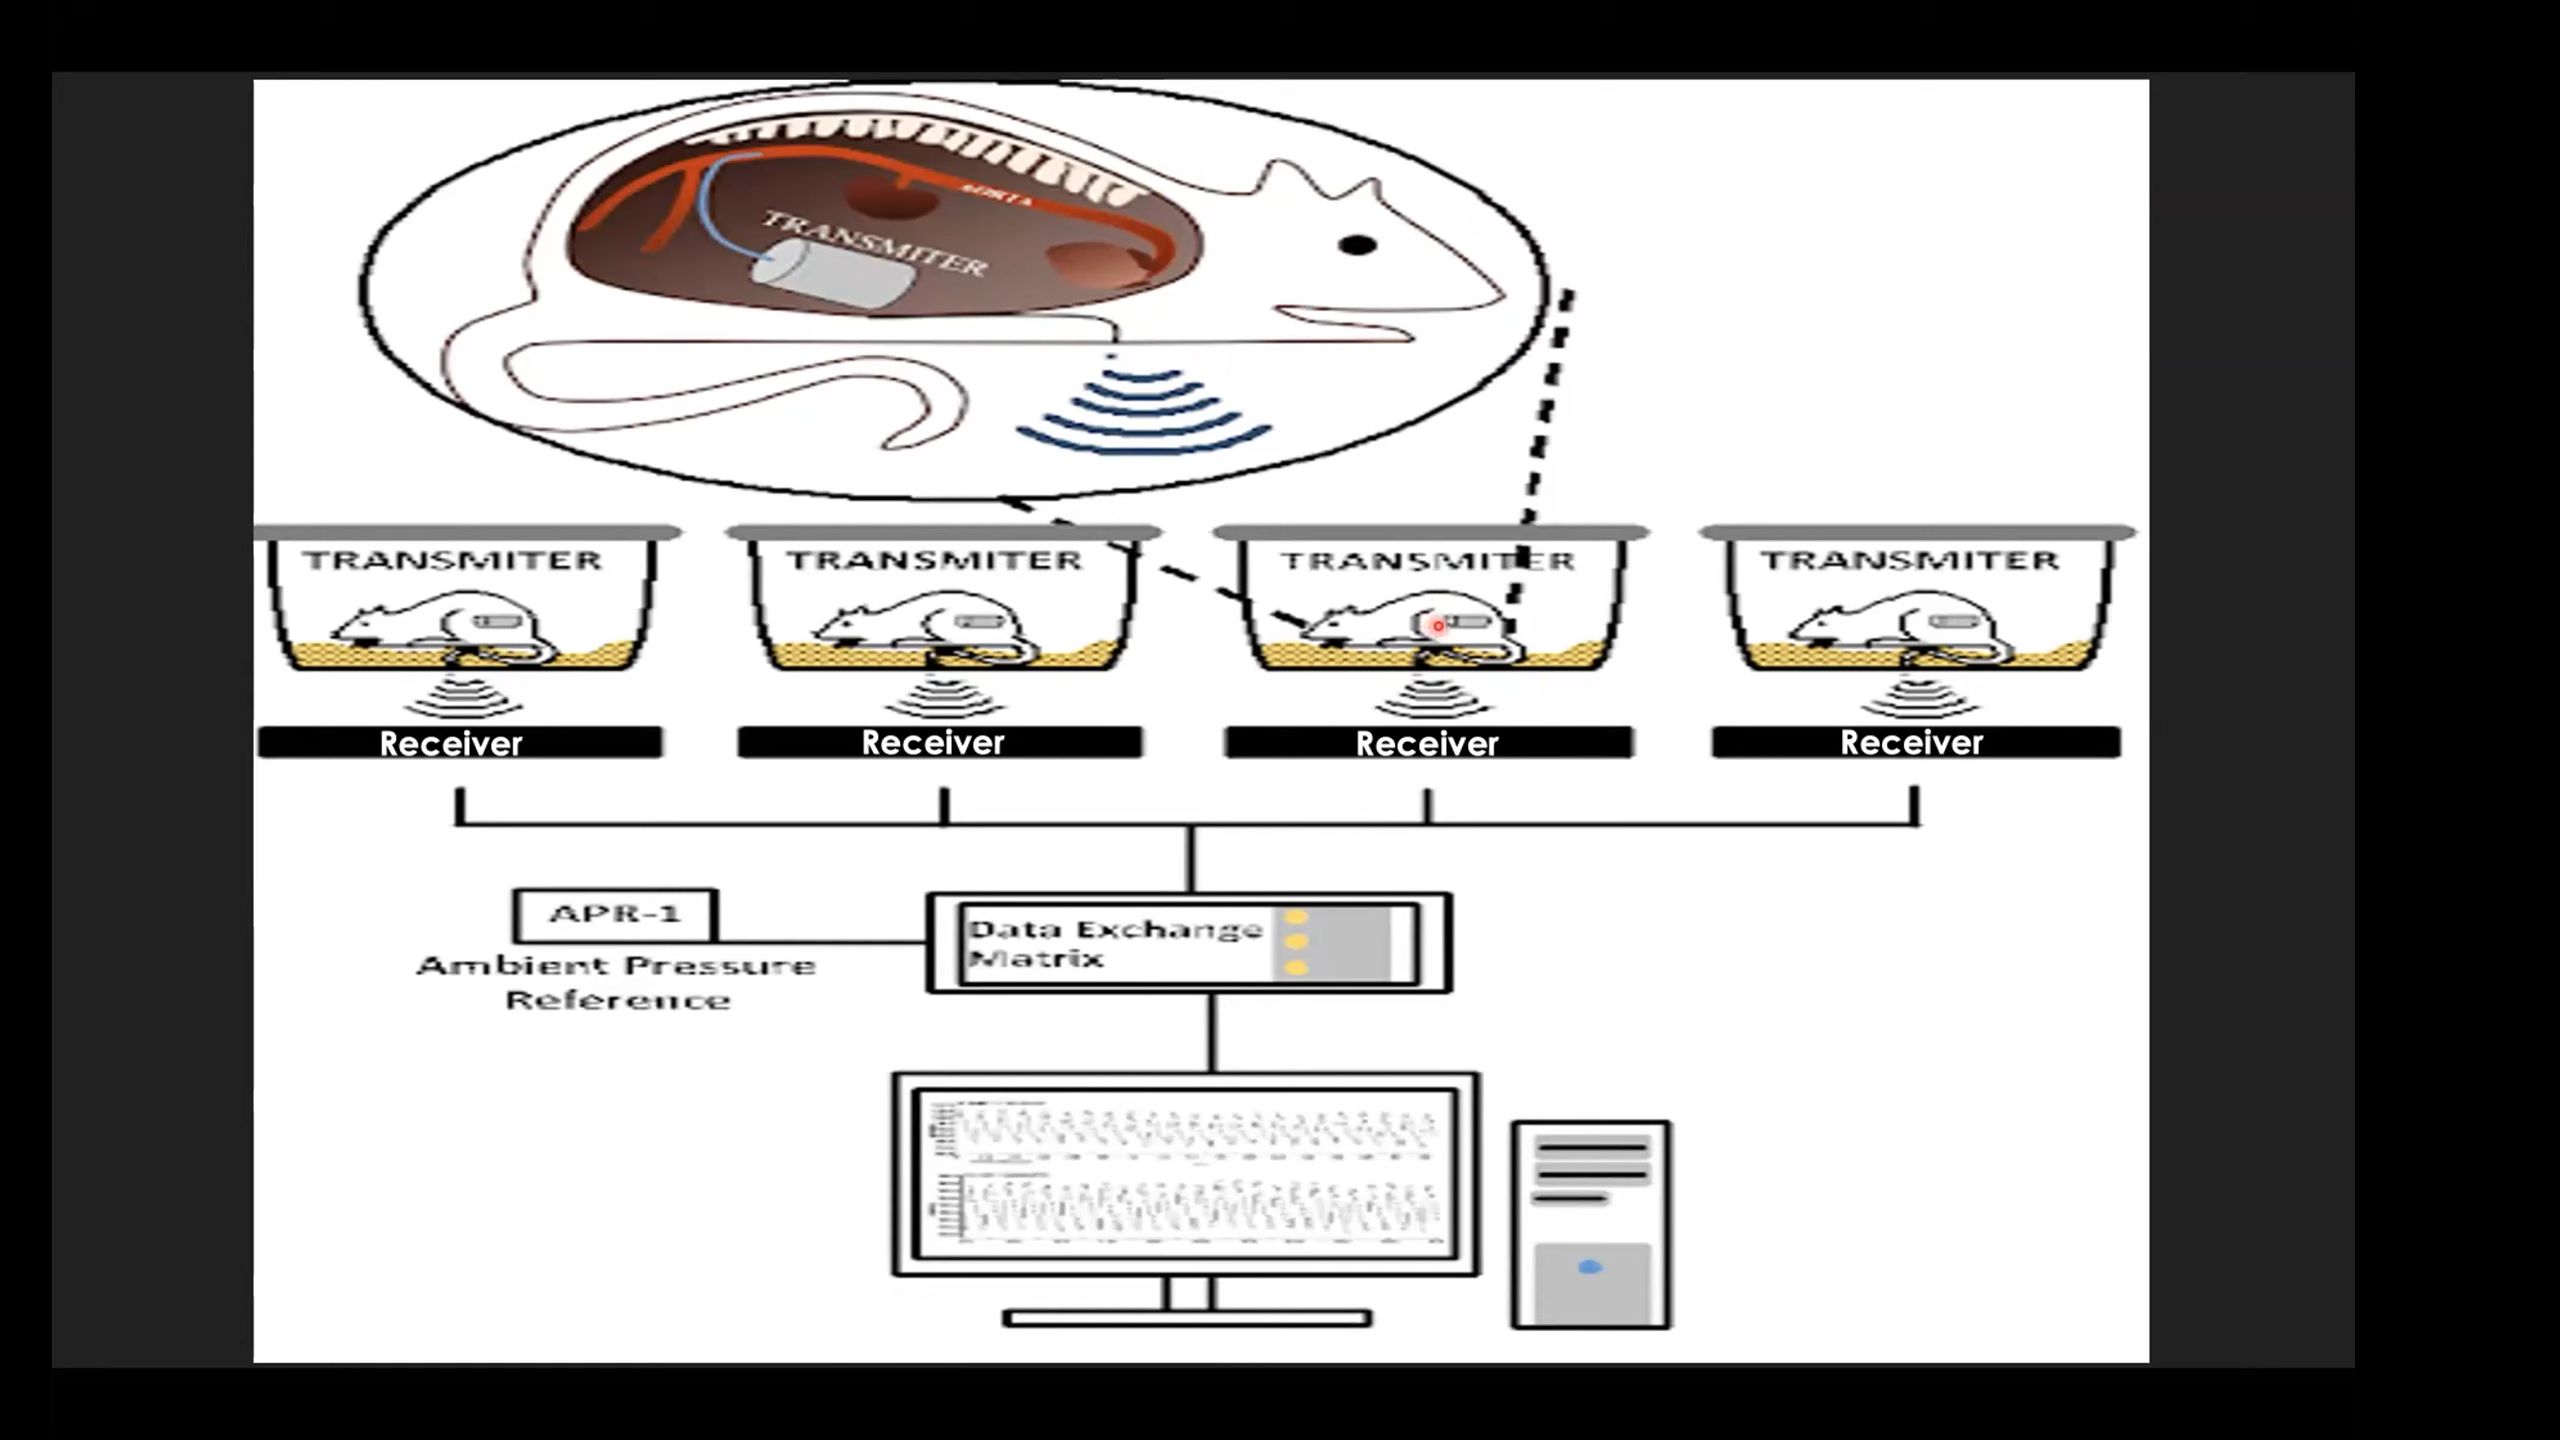 AORTA
TRANSMITER
TRANSMITER
TRANSMITER
TRANSMITER
TRANSMITER
Receiver
Receiver
Receiver
Receiver
APR-1
Ambient Pressure
Reference
Data Exchange
Matrix